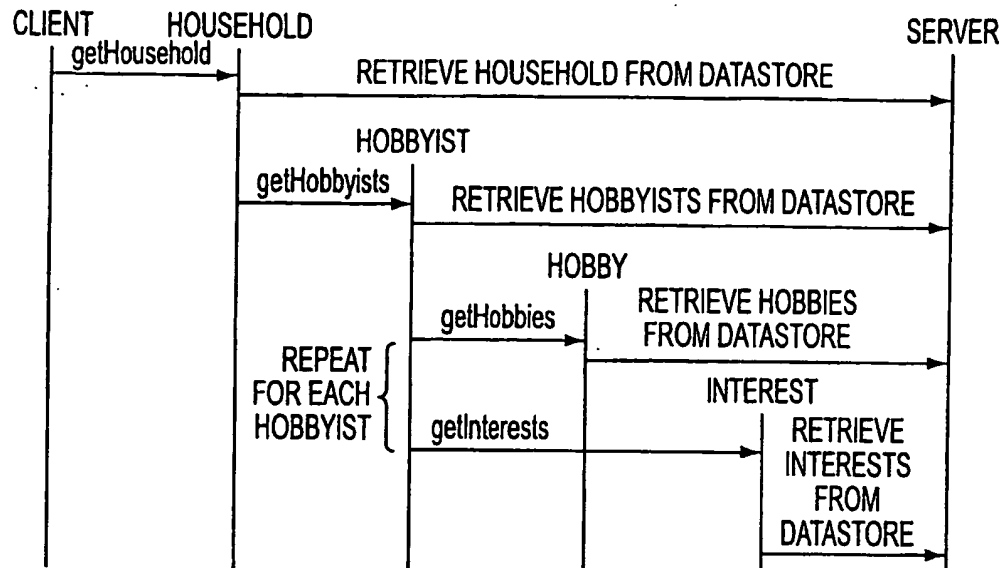 CLIENT
HOUSEHOLD
SERVER
getHousehold
RETRIEVE HOUSEHOLD FROM DATASTORE
HOBBYIST
getHobbyists
RETRIEVE HOBBYISTS FROM DATASTORE
HOBBY
getHobbies
RETRIEVE HOBBIES
FROM DATASTORE
REPEAT
FOR EACH
HOBBYIST
INTEREST
getInterests
RETRIEVE
INTERESTS
FROM
DATASTORE